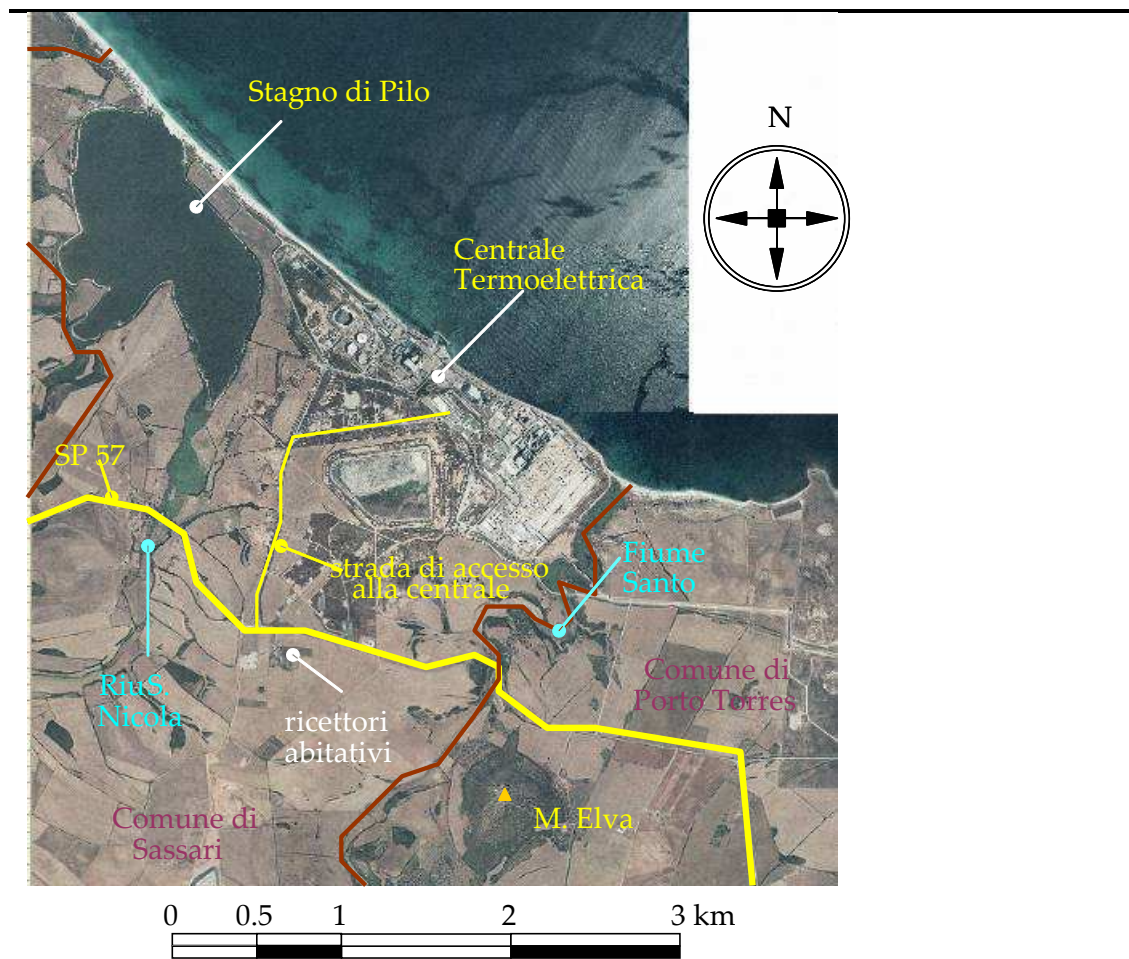 Stagno di Pilo
N
Centrale
Termoelettrica
SP 57
strada di accesso
alla centrale
Fiume
Santo
RiuS.
Nicola
ricettori
abitativi
Comune di
Porto Torres
Comune di
Sassari
M. Elva
0 0.5 1 2 3 km